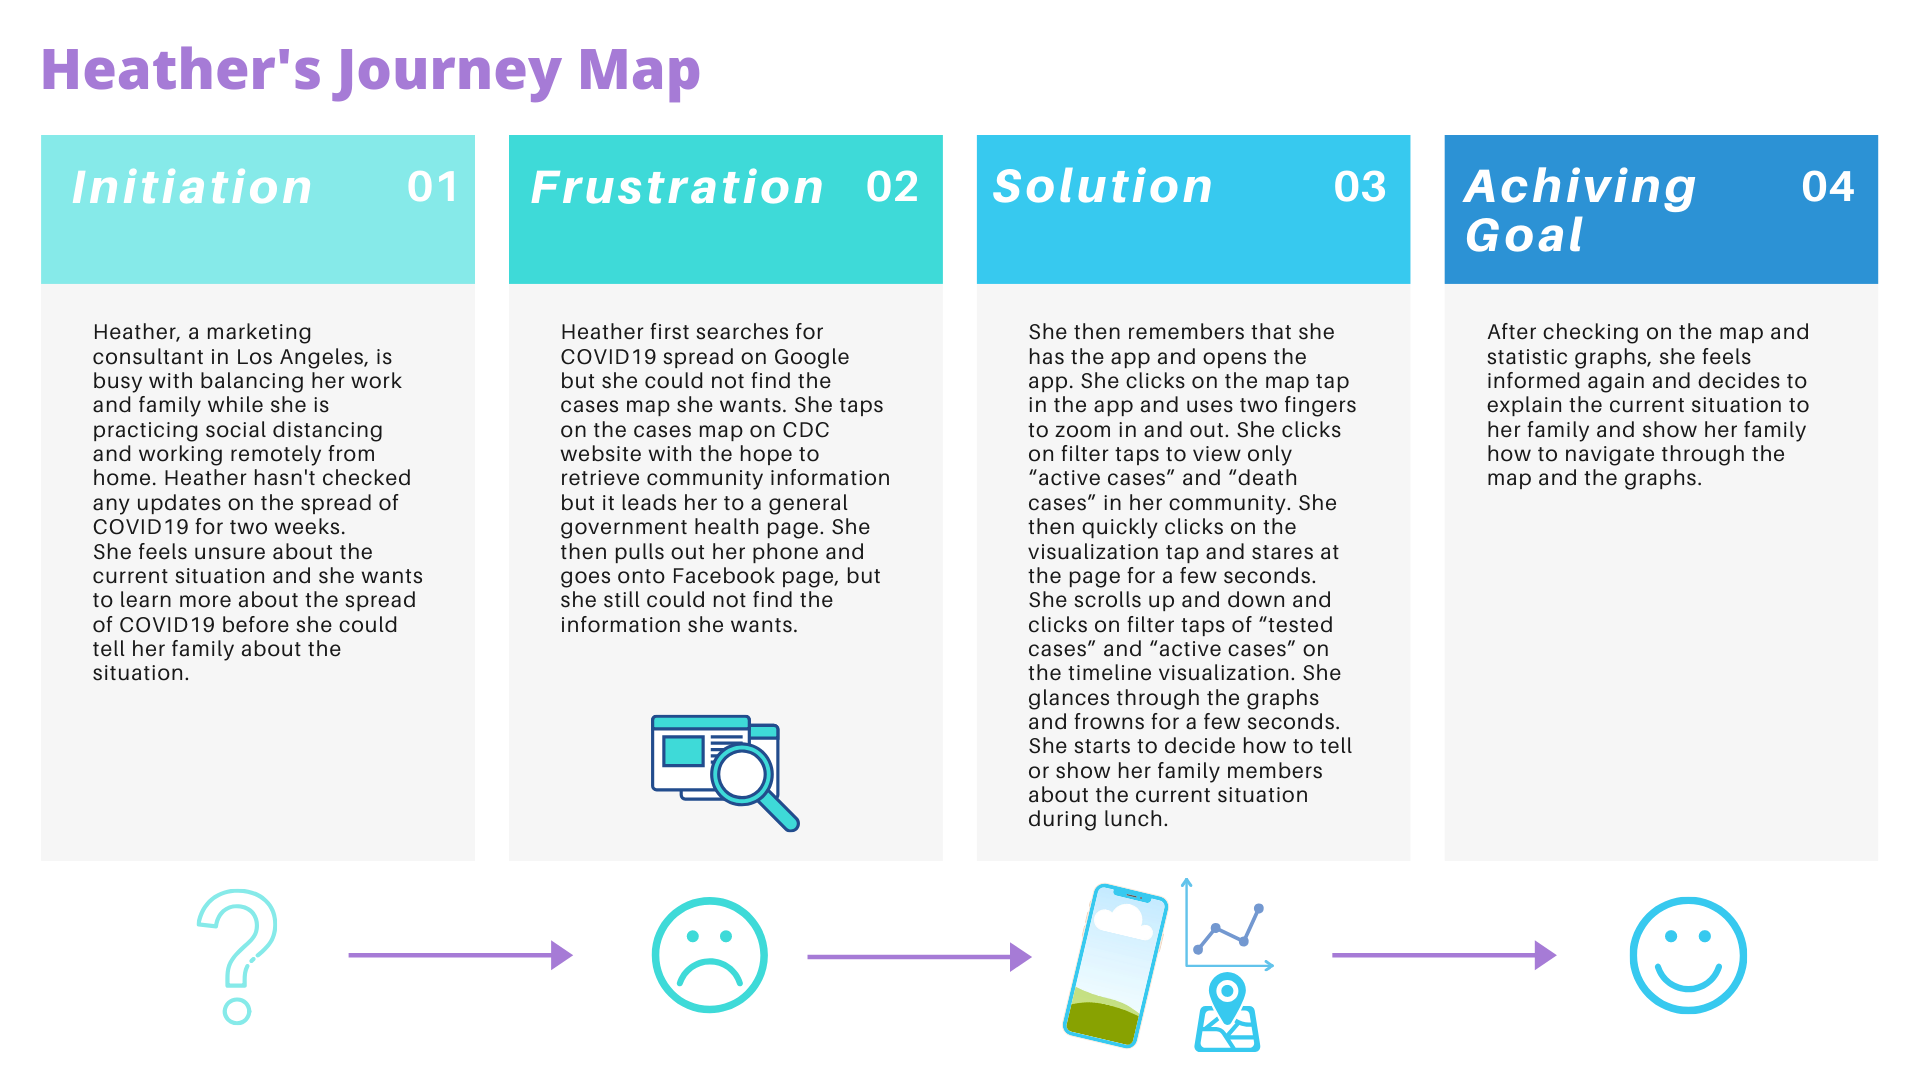 Heather's Journey Map
Initiation 01
Heather, a marketing
consultant in Los Angeles, is
busy with balancing her work
and family while she is
practicing social distancing
and working remotely from
home. Heather hasn't checked
any updates on the spread of
COVID19 for two weeks.
She feels unsure about the
current situation and she wants
to learn more about the spread
of COVID19 before she could
tell her family about the
situation.
Frustration 02
Heather first searches for
COVID19 spread on Google
but she could not find the
cases map she wants. She taps
on the cases map on CDC
website with the hope to
retrieve community information
but it leads her to a general
government health page. She
then pulls out her phone and
goes onto Facebook page, but
she still could not find the
information she wants.
Solution 03
She then remembers that she
has the app and opens the
app. She clicks on the map tap
in the app and uses two fingers
to zoom in and out. She clicks
on filter taps to view only
“active cases” and “death
cases” in her community. She
then quickly clicks on the
visualization tap and stares at
the page for a few seconds.
She scrolls up and down and
clicks on filter taps of “tested
cases” and “active cases” on
the timeline visualization. She
glances through the graphs
and frowns for a few seconds.
She starts to decide how to tell
or show her family members
about the current situation
during lunch.
Achiving 04
Goal
After checking on the map and
statistic graphs, she feels
informed again and decides to
explain the current situation to
her family and show her family
how to navigate through the
map and the graphs.